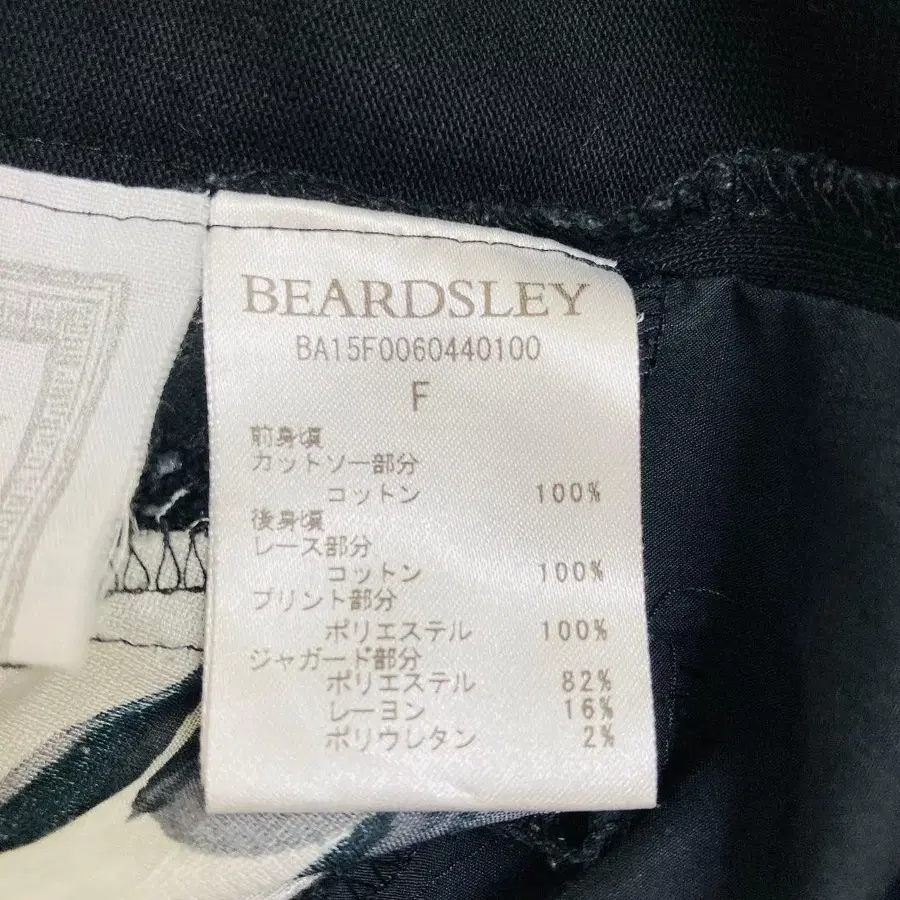 BEARDSLEY
BA15F0060440100
F
前身頃
カットソー部分
コットン 100%
後身頃
レース部分
コットン 100%
プリント部分
ポリエステル 100%
ジャガード部分
ポリエステル 82%
レーヨン 16%
ポリウレタン 2%